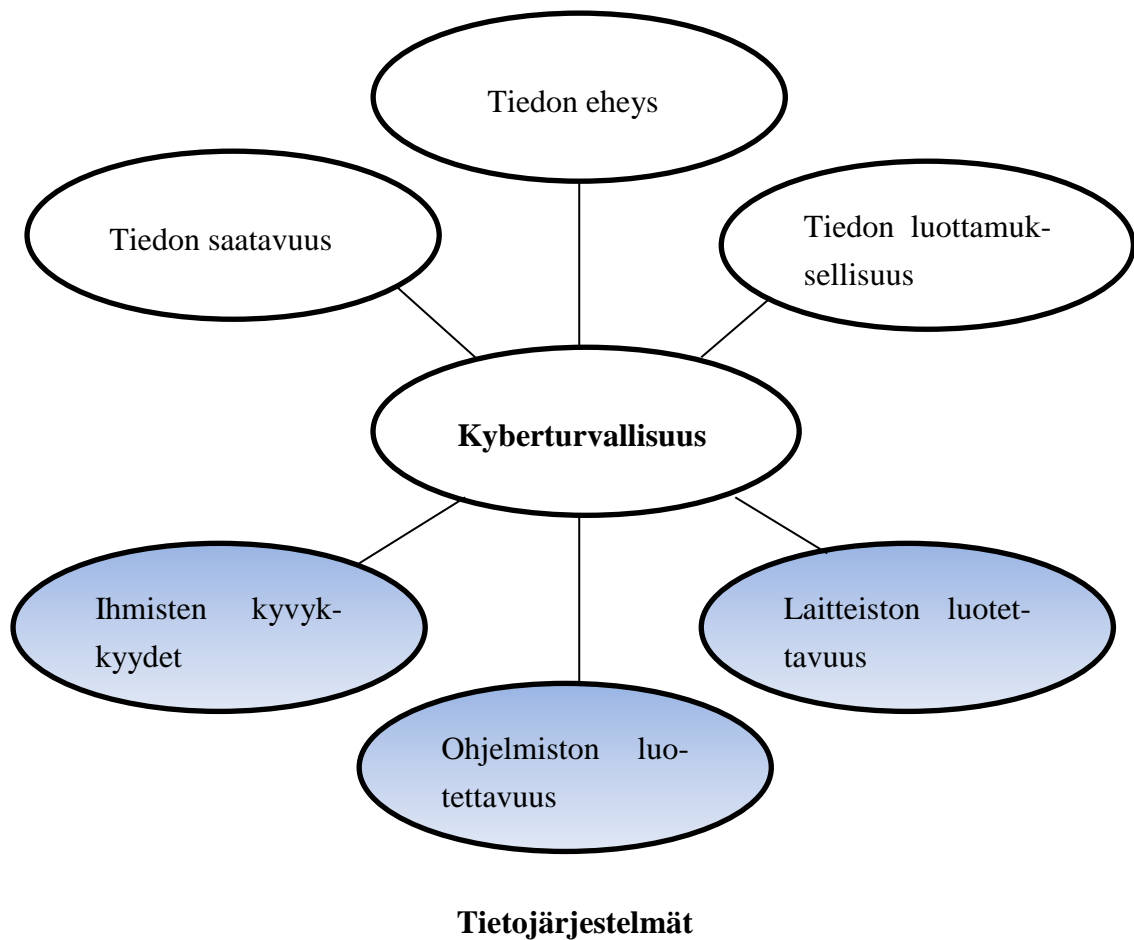 Tiedon eheys
Tiedon saatavuus
Tiedon luottamuk-
sellisuus
Kyberturvallisuus
Ihmisten kyvyk-
kyydet
Laitteiston luotet-
tavuus
Ohjelmiston luo-
tettavuus
Tietojärjestelmät